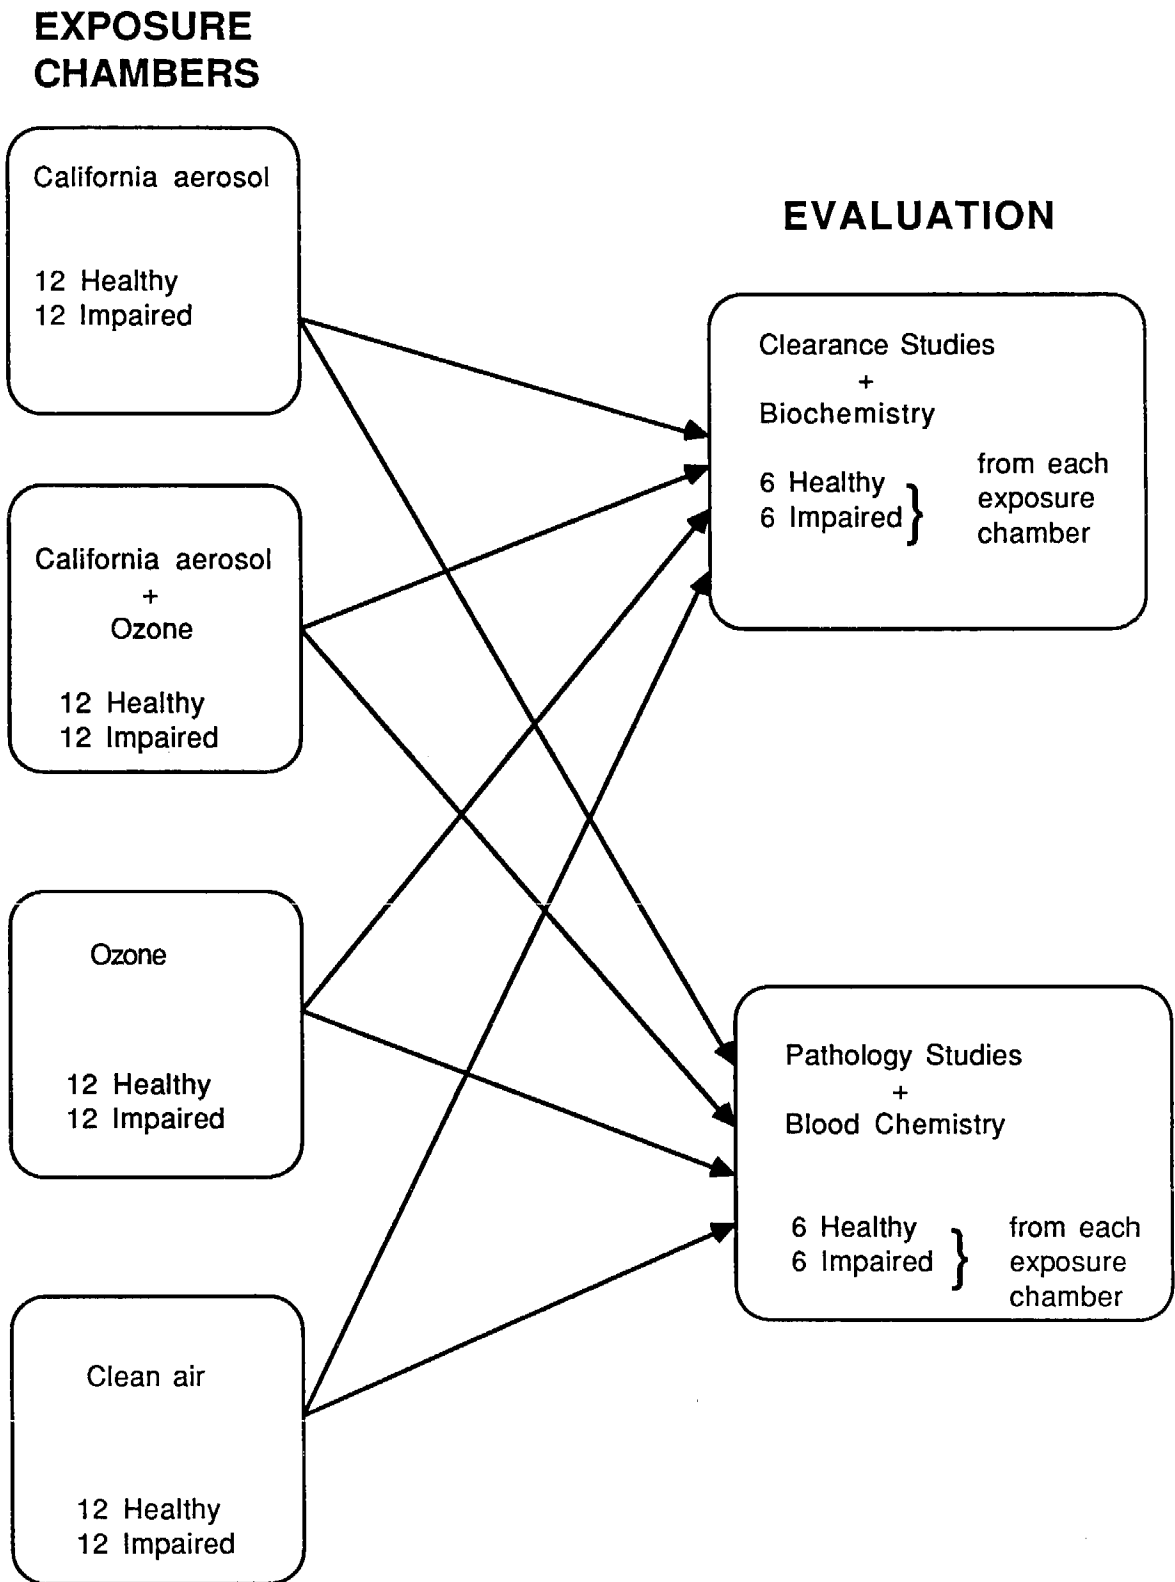 EXPOSURE
CHAMBERS
California aerosol
12 Healthy
12 Impaired
California aerosol
+
Ozone
12 Healthy
12 Impaired
Ozone
12 Healthy
12 Impaired
Clean air
12 Healthy
12 Impaired
EVALUATION
Clearance Studies
+
Biochemistry
6 Healthy
6 Impaired
}
from each
exposure
chamber
Pathology Studies
+
Blood Chemistry
6 Healthy
6 Impaired
}
from each
exposure
chamber